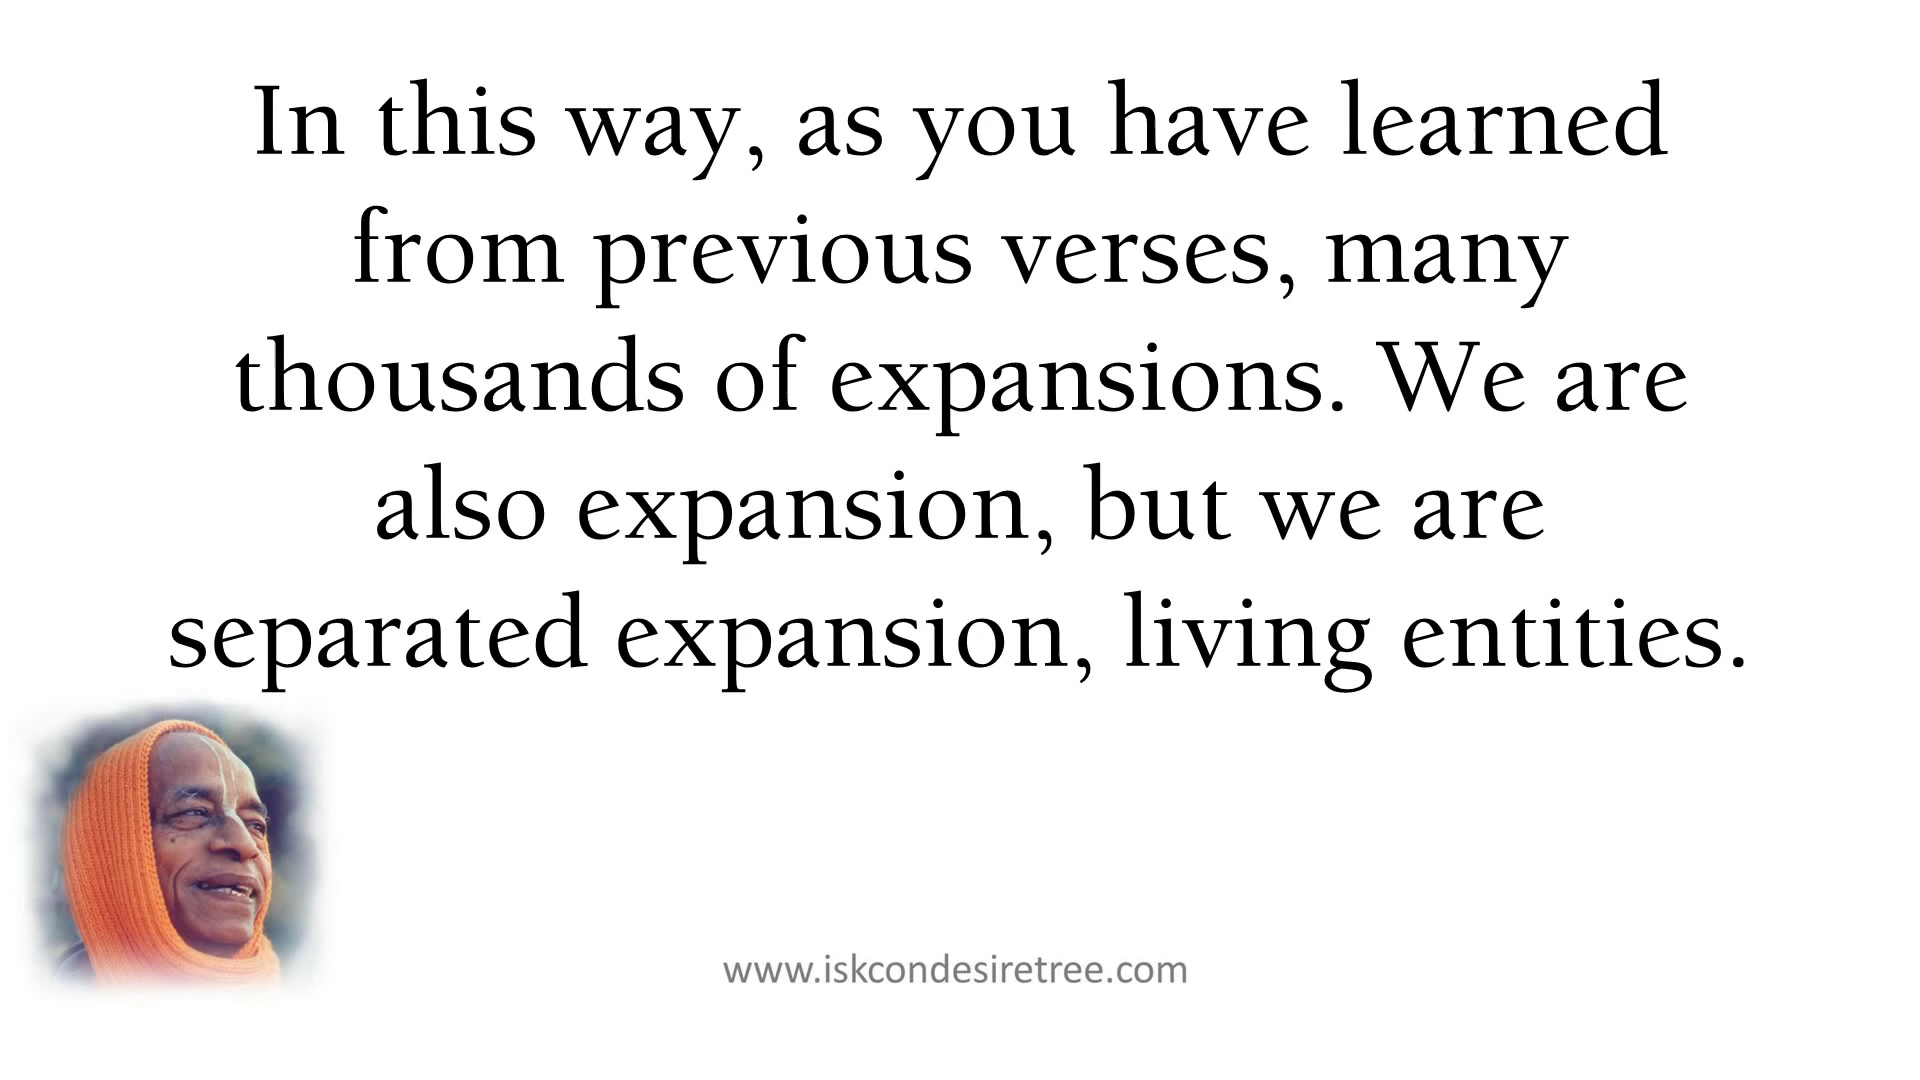 In this way, as you have learned
from previous verses, many
thousands of expansions. We are
also expansion, but we are
separated expansion, living entities.
www.iskcondesiretree.com